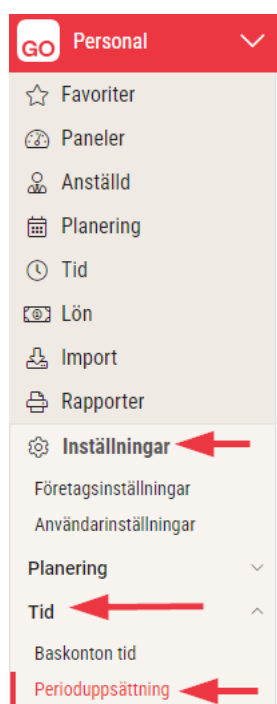 GO Personal
Favoriter
Paneler
Anställd
Planering
Tid
Lön
Import
Rapporter
Inställningar
Företagsinställningar
Användarinställningar
Planering
Tid
Baskonton tid
Perioduppsättning